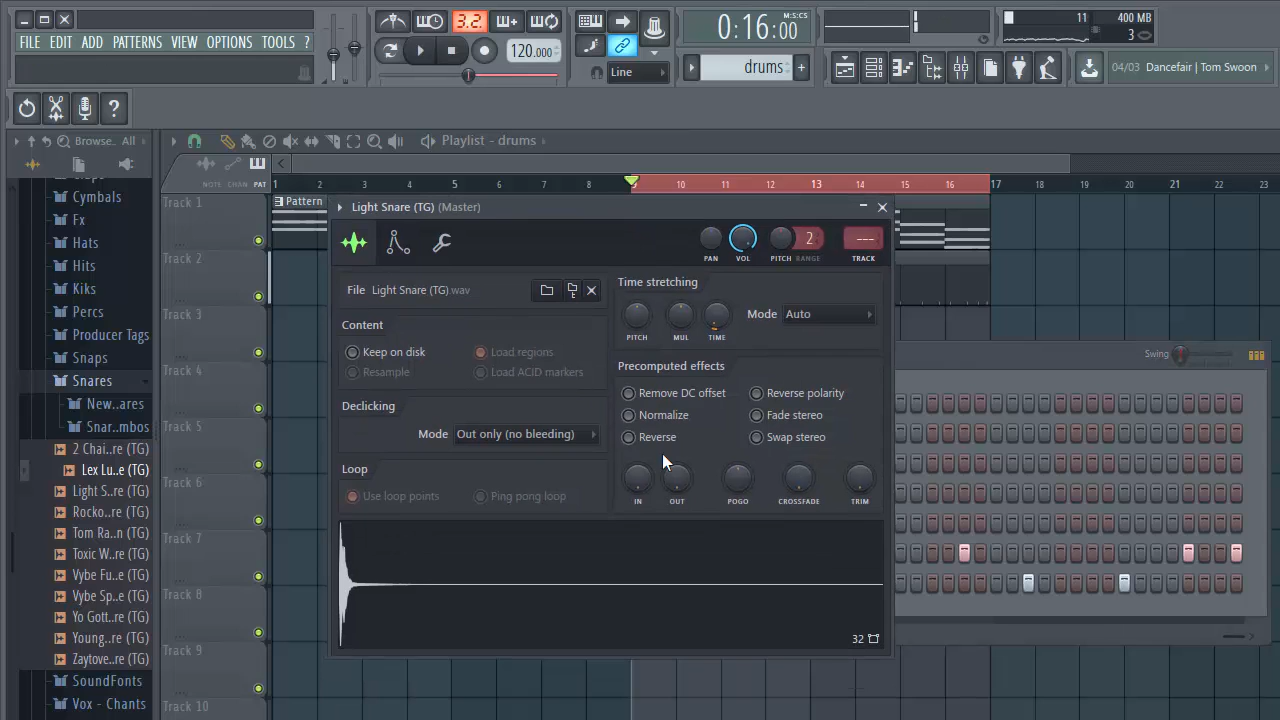 3.2.
0:16:00
M:S:CS
11
400 MB
3
FILE EDIT ADD PATTERNS VIEW OPTIONS TOOLS ?
120.000
Line
drums
04/03 Dancefair | Tom Swoon
?
Browse.. All
Playlist - drums
NOTE CHAN PAT
1 2 3 4 5 6 7 8 9 10 11 12 13 14 15 16 17 18 19 20 21 22 23
Cymbals
Fx
Hats
Hits
Kiks
Percs
Producer Tags
Snaps
Snares
New..ares
Snar..mbos
2 Chai..re (TG)
Lex Lu..e (TG)
Light S..re (TG)
Rocko..re (TG)
Tom Ra..n (TG)
Toxic W..re (TG)
Vybe Fu..e (TG)
Vybe Sp..e (TG)
Yo Gott..re (TG)
Young..re (TG)
Zaytove..re (TG)
SoundFonts
Vox - Chants
Track 1
Track 2
Track 3
Track 4
Track 5
Track 6
Track 7
Track 8
Track 9
Track 10
Pattern
Light Snare (TG) (Master)
2
---
PAN VOL PITCH RANGE TRACK
File Light Snare (TG).wav
Content
Keep on disk
Load regions
Resample
Load ACID markers
Declicking
Mode Out only (no bleeding)
Loop
Use loop points
Ping pong loop
Time stretching
PITCH MUL TIME
Mode Auto
Precomputed effects
Remove DC offset
Reverse polarity
Normalize
Fade stereo
Reverse
Swap stereo
IN OUT POGO CROSSFADE TRIM
32
Swing